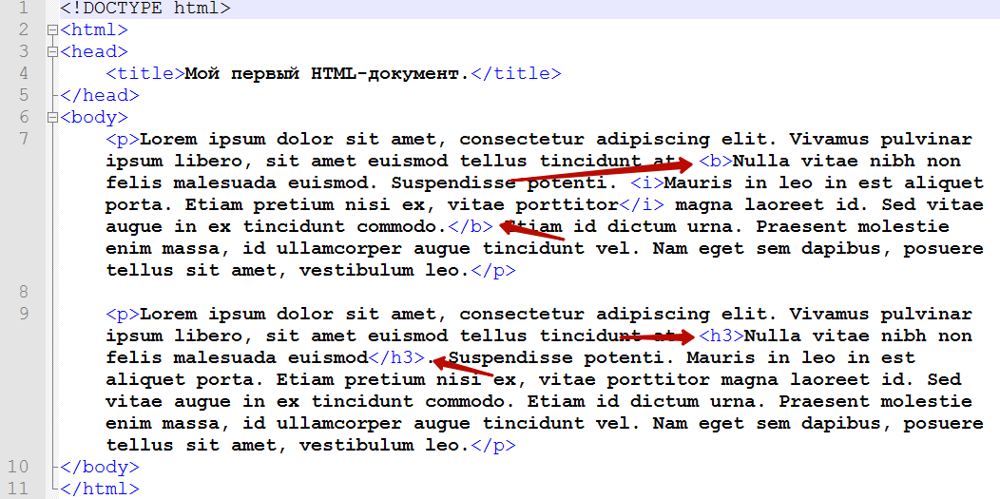 1 <!DOCTYPE html>
2 <html>
3 <head>
4 <title>Мой первый HTML-документ.</title>
5 </head>
6 <body>
7 <p>Lorem ipsum dolor sit amet, consectetur adipiscing elit. Vivamus pulvinar
ipsum libero, sit amet euismod tellus tincidunt at. <b>Nulla vitae nibh non
felis malesuada euismod. Suspendisse potenti. <i>Mauris in leo in est aliquet
porta. Etiam pretium nisi ex, vitae porttitor</i> magna laoreet id. Sed vitae
augue in ex tincidunt commodo.</b> Etiam id dictum urna. Praesent molestie
enim massa, id ullamcorper augue tincidunt vel. Nam eget sem dapibus, posuere
tellus sit amet, vestibulum leo.</p>
8
9 <p>Lorem ipsum dolor sit amet, consectetur adipiscing elit. Vivamus pulvinar
ipsum libero, sit amet euismod tellus tincidunt at. <h3>Nulla vitae nibh non
felis malesuada euismod</h3>. Suspendisse potenti. Mauris in leo in est
aliquet porta. Etiam pretium nisi ex, vitae porttitor magna laoreet id. Sed
vitae augue in ex tincidunt commodo. Etiam id dictum urna. Praesent molestie
enim massa, id ullamcorper augue tincidunt vel. Nam eget sem dapibus, posuere
tellus sit amet, vestibulum leo.</p>
10 </body>
11 </html>